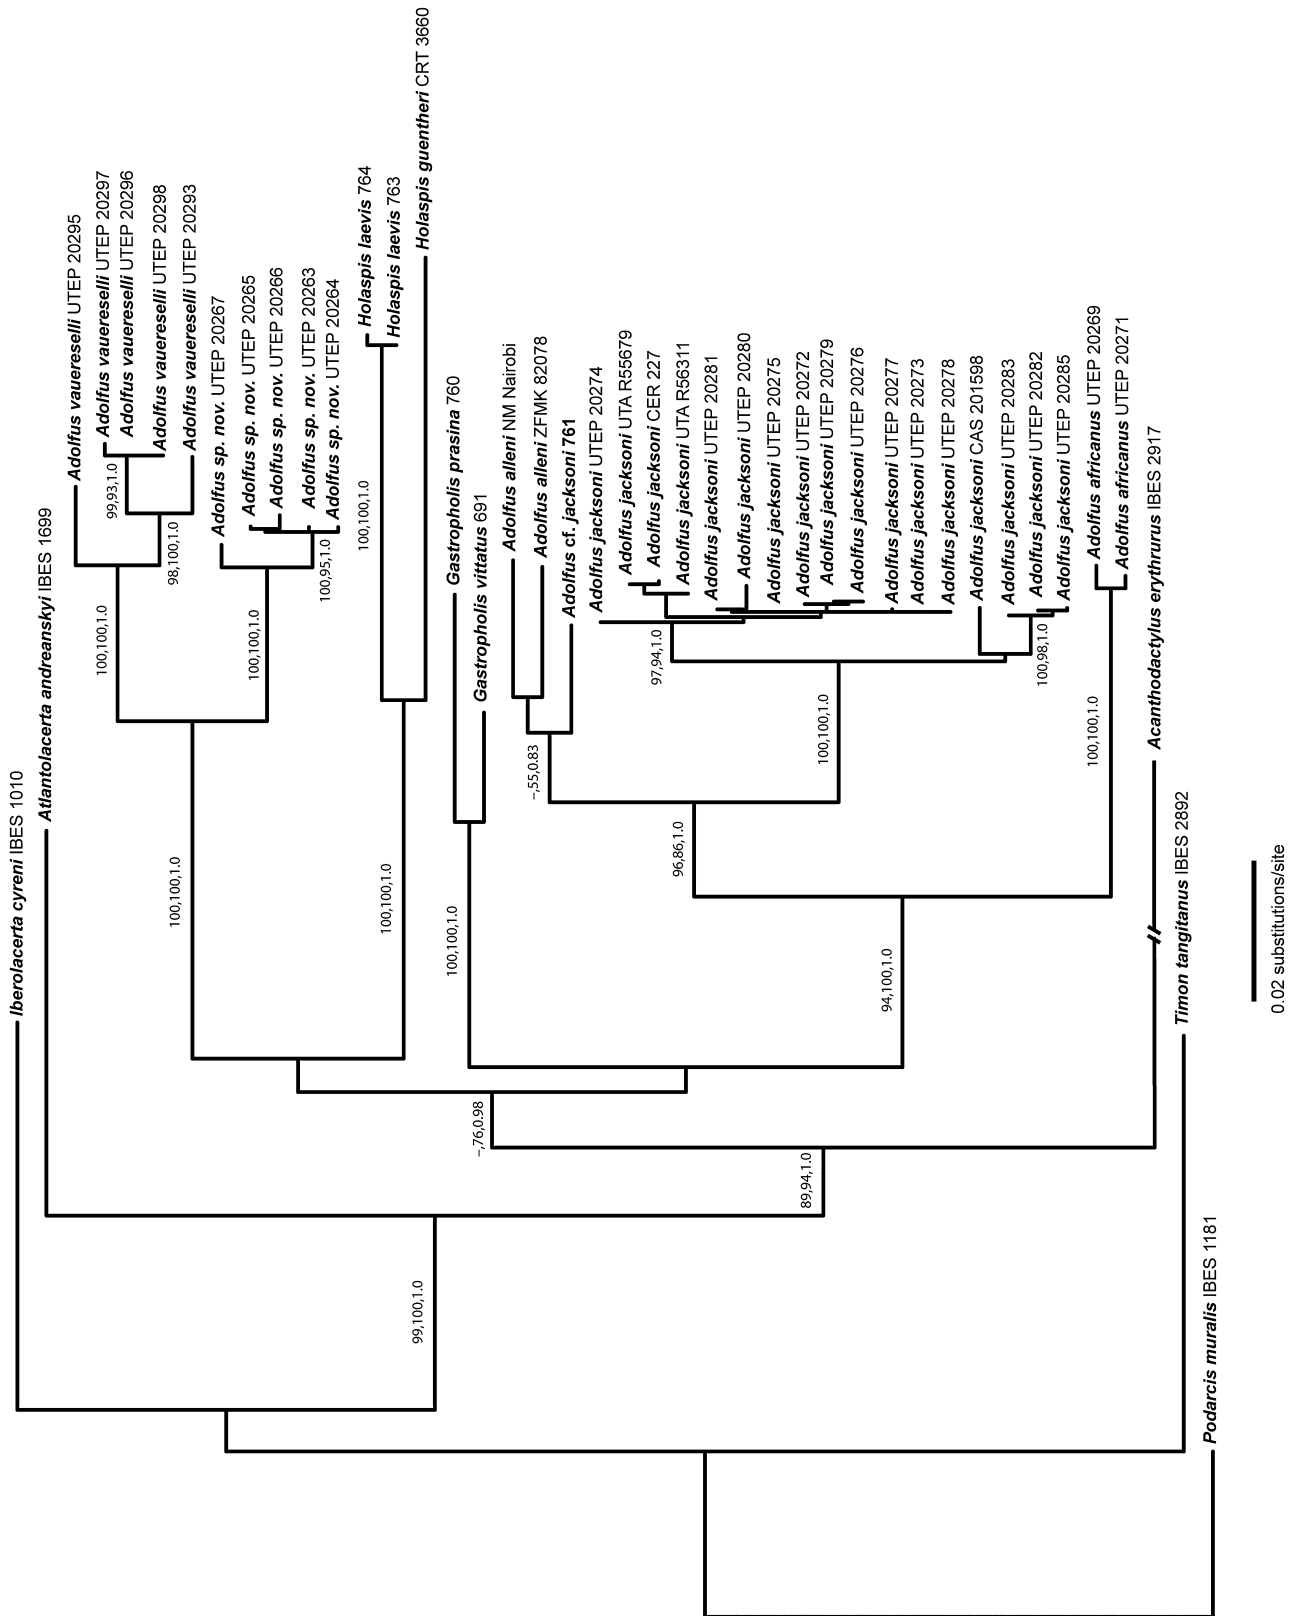 Iberolacerta cyreni IBES 1010
Atlantolacerta andreanskyi IBES 1699
Adolfus vauereselli UTEP 20295
Adolfus vauereselli UTEP 20297
Adolfus vauereselli UTEP 20296
Adolfus vauereselli UTEP 20298
Adolfus vauereselli UTEP 20293
Adolfus sp. nov. UTEP 20267
Adolfus sp. nov. UTEP 20265
Adolfus sp. nov. UTEP 20266
Adolfus sp. nov. UTEP 20263
Adolfus sp. nov. UTEP 20264
Holaspis laevis 764
Holaspis laevis 763
Holaspis guentheri CRT 3660
Gastropholis prasina 760
Gastropholis vittatus 691
Adolfus alleni NM Nairobi
Adolfus alleni ZFMK 82078
Adolfus cf. jacksoni 761
Adolfus jacksoni UTEP 20274
Adolfus jacksoni UTA R55679
Adolfus jacksoni CER 227
Adolfus jacksoni UTA R56311
Adolfus jacksoni UTEP 20281
Adolfus jacksoni UTEP 20280
Adolfus jacksoni UTEP 20275
Adolfus jacksoni UTEP 20272
Adolfus jacksoni UTEP 20279
Adolfus jacksoni UTEP 20276
Adolfus jacksoni UTEP 20277
Adolfus jacksoni UTEP 20273
Adolfus jacksoni UTEP 20278
Adolfus jacksoni CAS 201598
Adolfus jacksoni UTEP 20283
Adolfus jacksoni UTEP 20282
Adolfus jacksoni UTEP 20285
Adolfus africanus UTEP 20269
Adolfus africanus UTEP 20271
Acanthodactylus erythrurus IBES 2917
Timon tangitanus IBES 2892
Podarcis muralis IBES 1181
99,93,1.0
98,100,1.0
100,100,1.0
100,95,1.0
100,100,1.0
100,100,1.0
100,100,1.0
100,100,1.0
100,100,1.0
–,55,0.83
97,94,1.0
100,98,1.0
100,100,1.0
96,86,1.0
100,100,1.0
94,100,1.0
–,76,0.98
89,94,1.0
99,100,1.0
0.02 substitutions/site